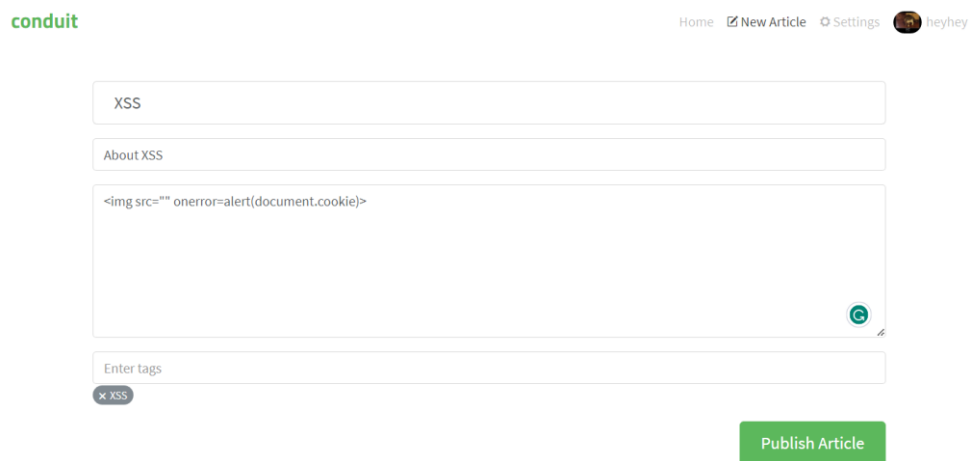 conduit
Home New Article Settings heyhey
XSS
About XSS
<img src="" onerror=alert(document.cookie)>
Enter tags
× XSS
Publish Article